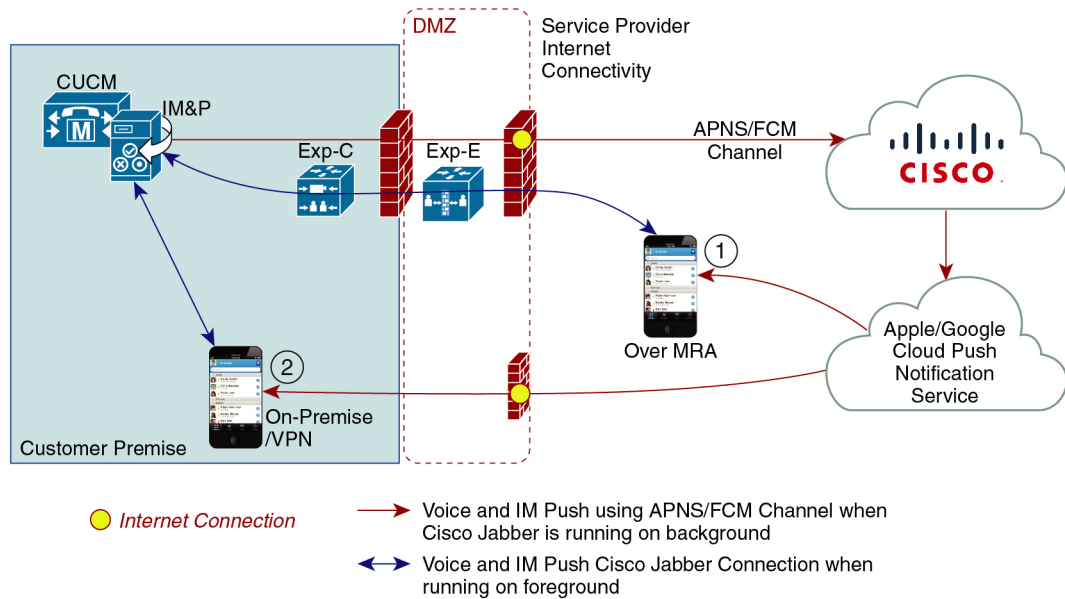 DMZ
Service Provider
Internet
Connectivity
CUCM
IM&P
M
Exp-C
Exp-E
APNS/FCM
Channel
CISCO
1
Over MRA
Apple/Google
Cloud Push
Notification
Service
2
On-Premise
/VPN
Customer Premise
Internet Connection
Voice and IM Push using APNS/FCM Channel when
Cisco Jabber is running on background
Voice and IM Push Cisco Jabber Connection when
running on foreground